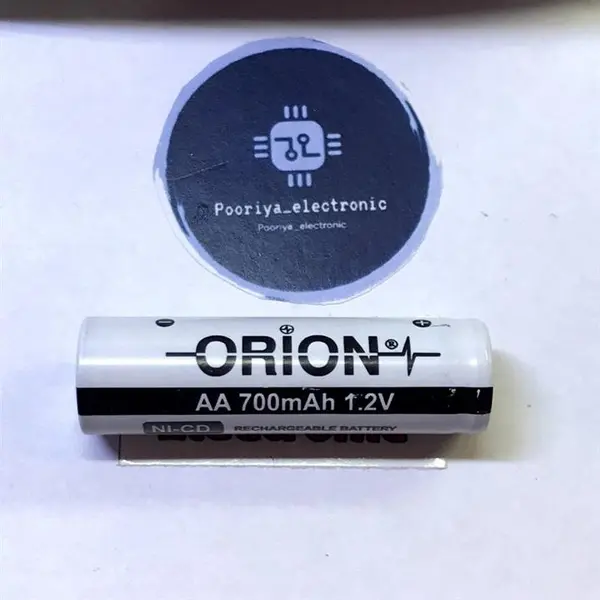 Pooriya_electronic
Pooriya_electronic
- +
ORION®
AA 700mAh 1.2V
Ni-CD RECHARGEABLE BATTERY